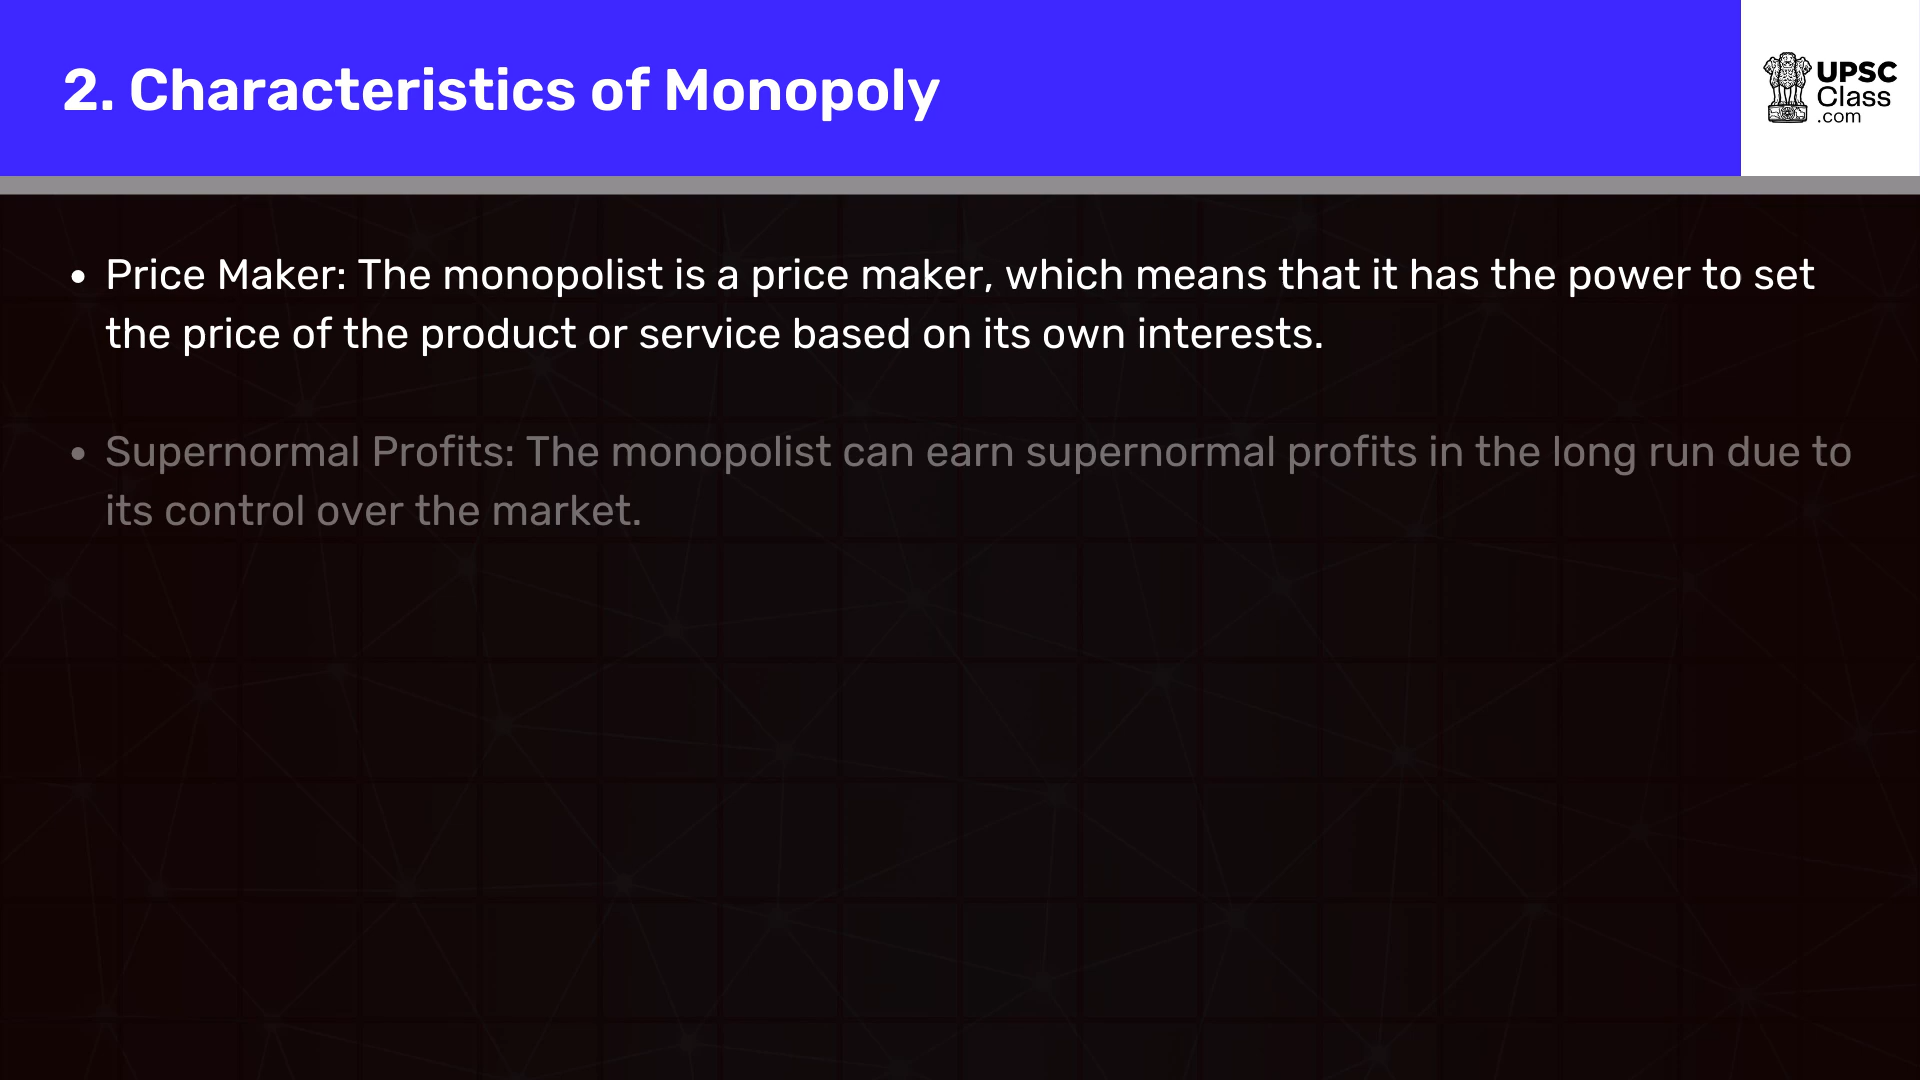 2. Characteristics of Monopoly
UPSC
Class
.com
• Price Maker: The monopolist is a price maker, which means that it has the power to set
the price of the product or service based on its own interests.
• Supernormal Profits: The monopolist can earn supernormal profits in the long run due to
its control over the market.